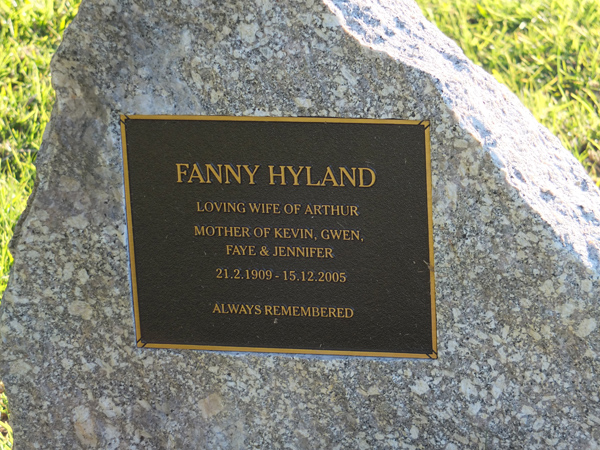 FANNY HYLAND
LOVING WIFE OF ARTHUR
MOTHER OF KEVIN, GWEN,
FAYE & JENNIFER
21.2.1909 - 15.12.2005
ALWAYS REMEMBERED